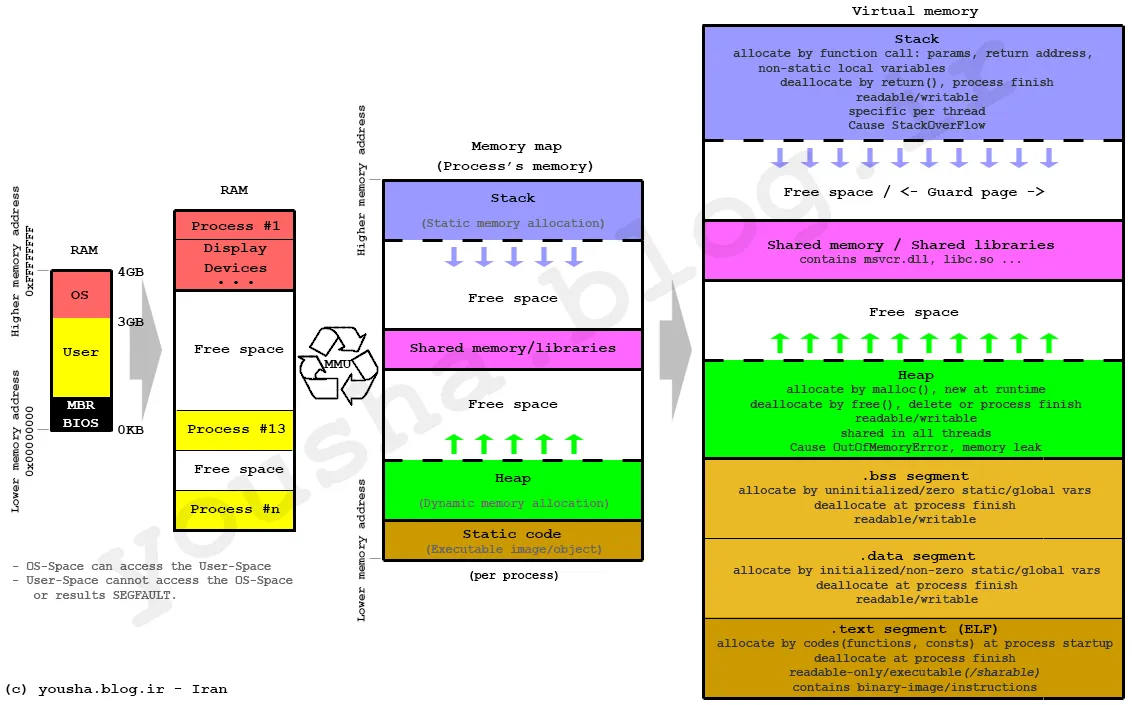 RAM
Higher memory address
0xFFFFFFFF
Lower memory address
0x00000000
4GB
3GB
0KB
OS
User
MBR
BIOS
- OS-Space can access the User-Space
- User-Space cannot access the OS-Space
or results SEGFAULT.
(c) yousha.blog.ir - Iran
RAM
Process #1
Display
Devices
. . .
Free space
Process #13
Free space
Process #n
MMU
Memory map
(Process's memory)
Higher memory address
Lower memory address
Stack
(Static memory allocation)
Free space
Shared memory/libraries
Free space
Heap
(Dynamic memory allocation)
Static code
(Executable image/object)
(per process)
Virtual memory
Stack
allocate by function call: params, return address,
non-static local variables
deallocate by return(), process finish
readable/writable
specific per thread
Cause StackOverFlow
Free space / <- Guard page ->
Shared memory / Shared libraries
contains msvcr.dll, libc.so ...
Free space
Heap
allocate by malloc(), new at runtime
deallocate by free(), delete or process finish
readable/writable
shared in all threads
Cause OutOfMemoryError, memory leak
.bss segment
allocate by uninitialized/zero static/global vars
deallocate at process finish
readable/writable
.data segment
allocate by initialized/non-zero static/global vars
deallocate at process finish
readable/writable
.text segment (ELF)
allocate by codes(functions, consts) at process startup
deallocate at process finish
readable-only/executable(/sharable)
contains binary-image/instructions
yousha.blog.ir